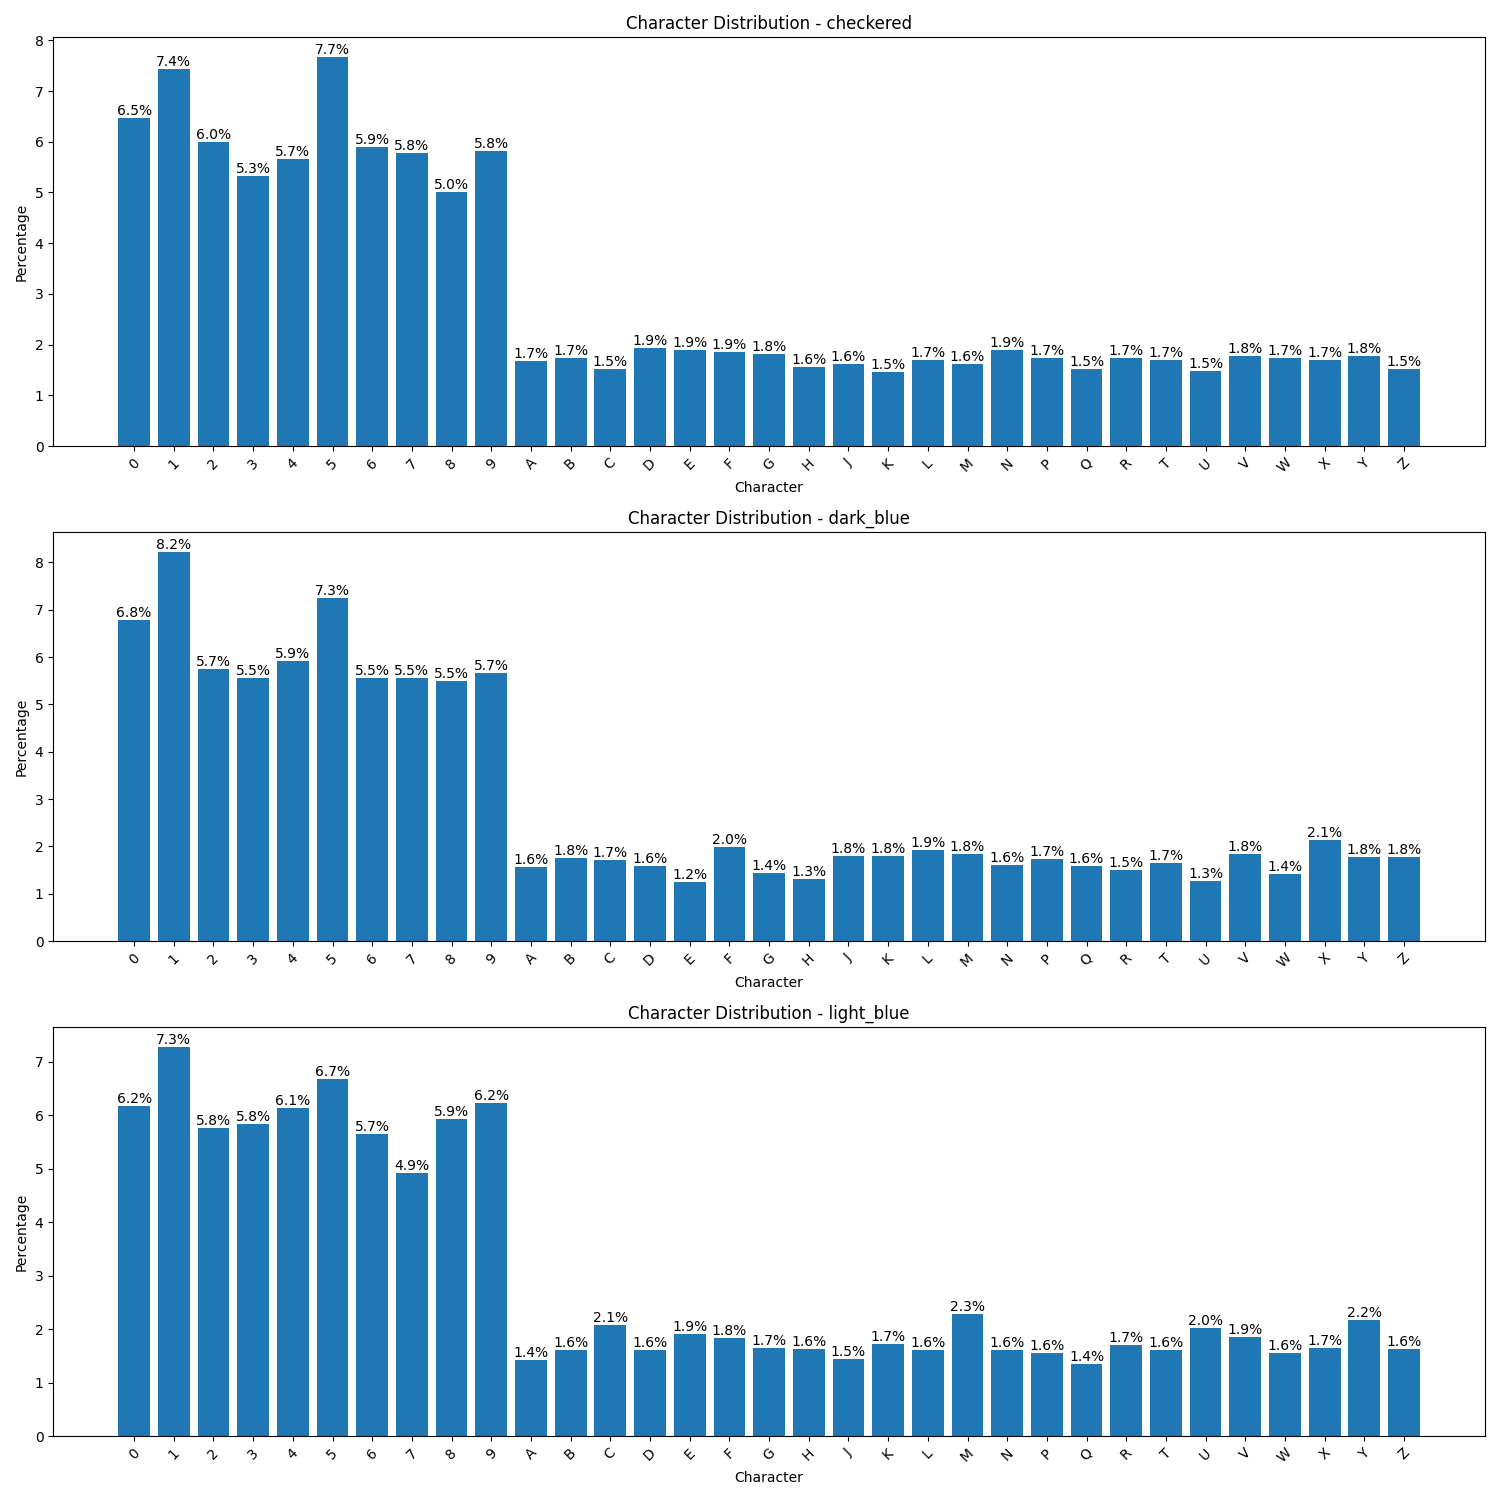 Character Distribution - checkered
Percentage
8
7
6
5
4
3
2
1
0
6.5% 7.4% 6.0% 5.3% 5.7% 7.7% 5.9% 5.8% 5.0% 5.8% 1.7% 1.7% 1.5% 1.9% 1.9% 1.9% 1.8% 1.6% 1.6% 1.5% 1.7% 1.6% 1.9% 1.7% 1.5% 1.7% 1.7% 1.5% 1.8% 1.7% 1.7% 1.8% 1.5%
0 1 2 3 4 5 6 7 8 9 A B C D E F G H J K L M N P Q R T U V W X Y Z
Character
Character Distribution - dark_blue
Percentage
8
7
6
5
4
3
2
1
0
6.8% 8.2% 5.7% 5.5% 5.9% 7.3% 5.5% 5.5% 5.5% 5.7% 1.6% 1.8% 1.7% 1.6% 1.2% 2.0% 1.4% 1.3% 1.8% 1.8% 1.9% 1.8% 1.6% 1.7% 1.6% 1.5% 1.7% 1.3% 1.8% 1.4% 2.1% 1.8% 1.8%
0 1 2 3 4 5 6 7 8 9 A B C D E F G H J K L M N P Q R T U V W X Y Z
Character
Character Distribution - light_blue
Percentage
7
6
5
4
3
2
1
0
6.2% 7.3% 5.8% 5.8% 6.1% 6.7% 5.7% 4.9% 5.9% 6.2% 1.4% 1.6% 2.1% 1.6% 1.9% 1.8% 1.7% 1.6% 1.5% 1.7% 1.6% 2.3% 1.6% 1.6% 1.4% 1.7% 1.6% 2.0% 1.9% 1.6% 1.7% 2.2% 1.6%
0 1 2 3 4 5 6 7 8 9 A B C D E F G H J K L M N P Q R T U V W X Y Z
Character